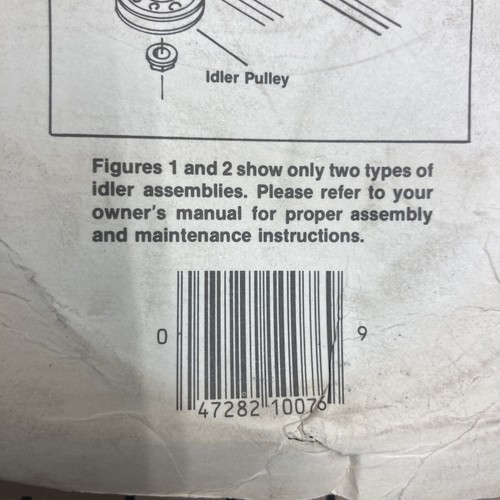 Idler Pulley
Figures 1 and 2 show only two types of
idler assemblies. Please refer to your
owner's manual for proper assembly
and maintenance instructions.
0 47282 10076 9